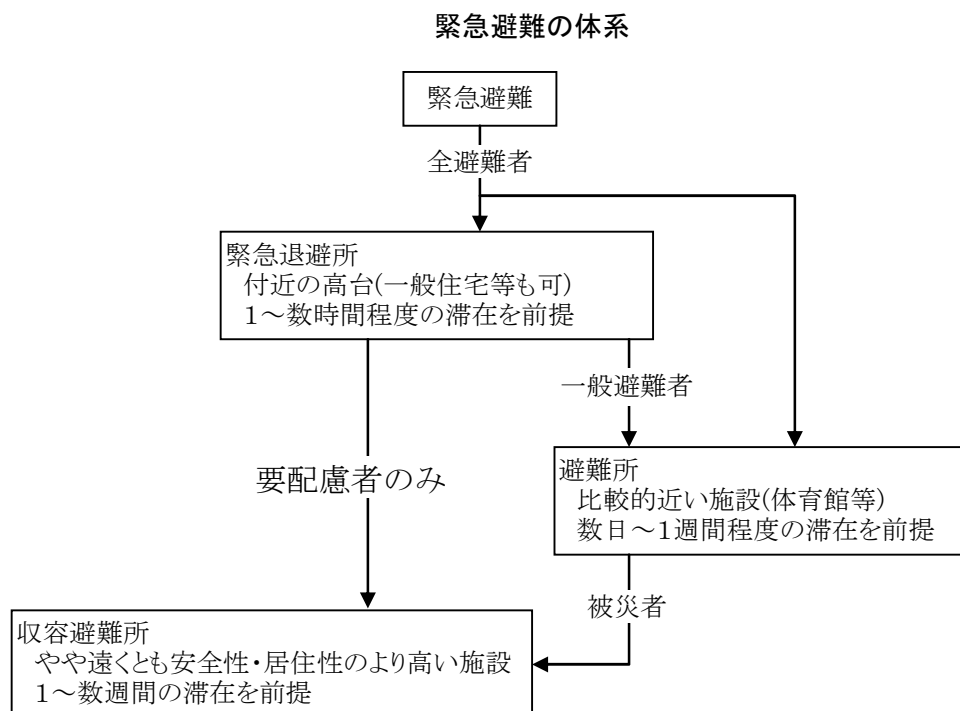 緊急避難の体系
緊急避難
全避難者
緊急退避所
付近の高台(一般住宅等も可)
１～数時間程度の滞在を前提
一般避難者
要配慮者のみ
避難所
比較的近い施設(体育館等)
数日～１週間程度の滞在を前提
被災者
収容避難所
やや遠くとも安全性・居住性のより高い施設
１～数週間の滞在を前提